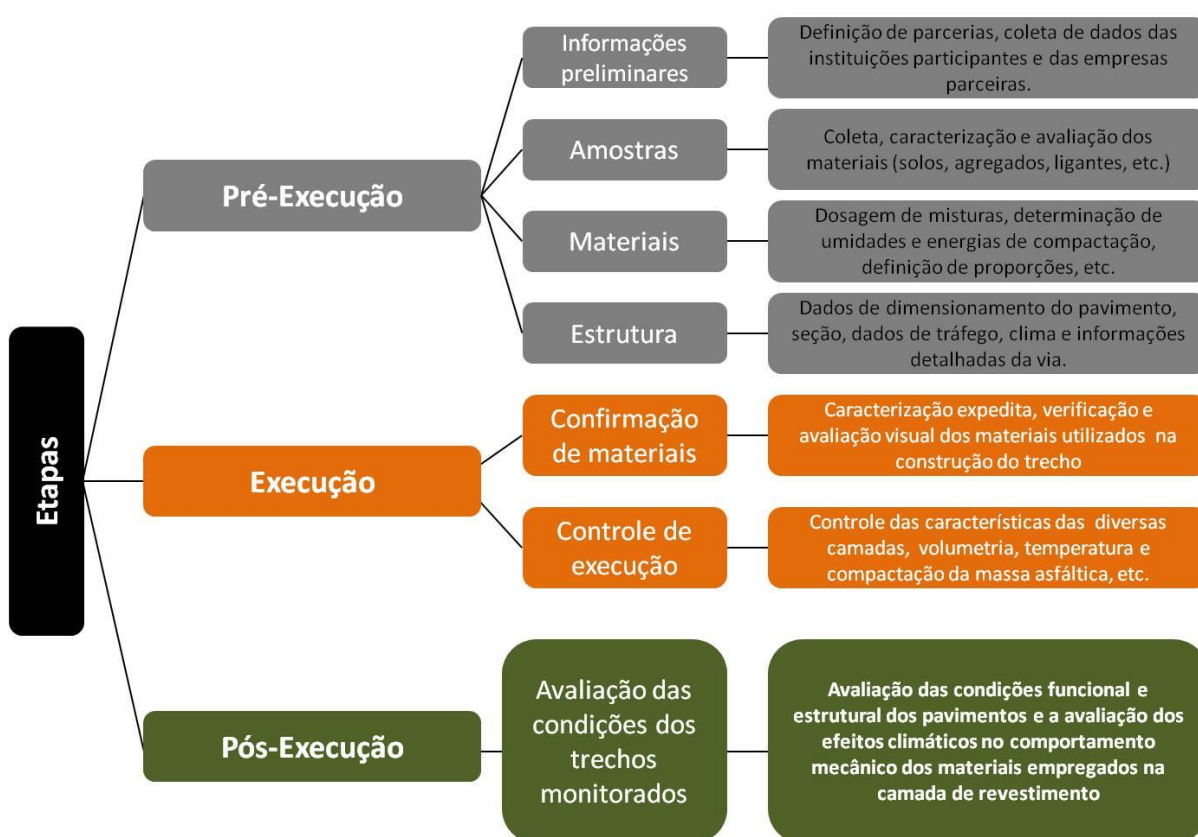 Etapas
Pré-Execução
Informações
preliminares
Definição de parcerias, coleta de dados das
instituições participantes e das empresas
parceiras.
Amostras
Coleta, caracterização e avaliação dos
materiais (solos, agregados, ligantes, etc.)
Materiais
Dosagem de misturas, determinação de
umidades e energias de compactação,
definição de proporções, etc.
Estrutura
Dados de dimensionamento do pavimento,
seção, dados de tráfego, clima e informações
detalhadas da via.
Execução
Confirmação
de materiais
Caracterização expedita, verificação e
avaliação visual dos materiais utilizados na
construção do trecho
Controle de
execução
Controle das características das diversas
camadas, volumetria, temperatura e
compactação da massa asfáltica, etc.
Pós-Execução
Avaliação das
condições dos
trechos
monitorados
Avaliação das condições funcional e
estrutural dos pavimentos e a avaliação dos
efeitos climáticos no comportamento
mecânico dos materiais empregados na
camada de revestimento